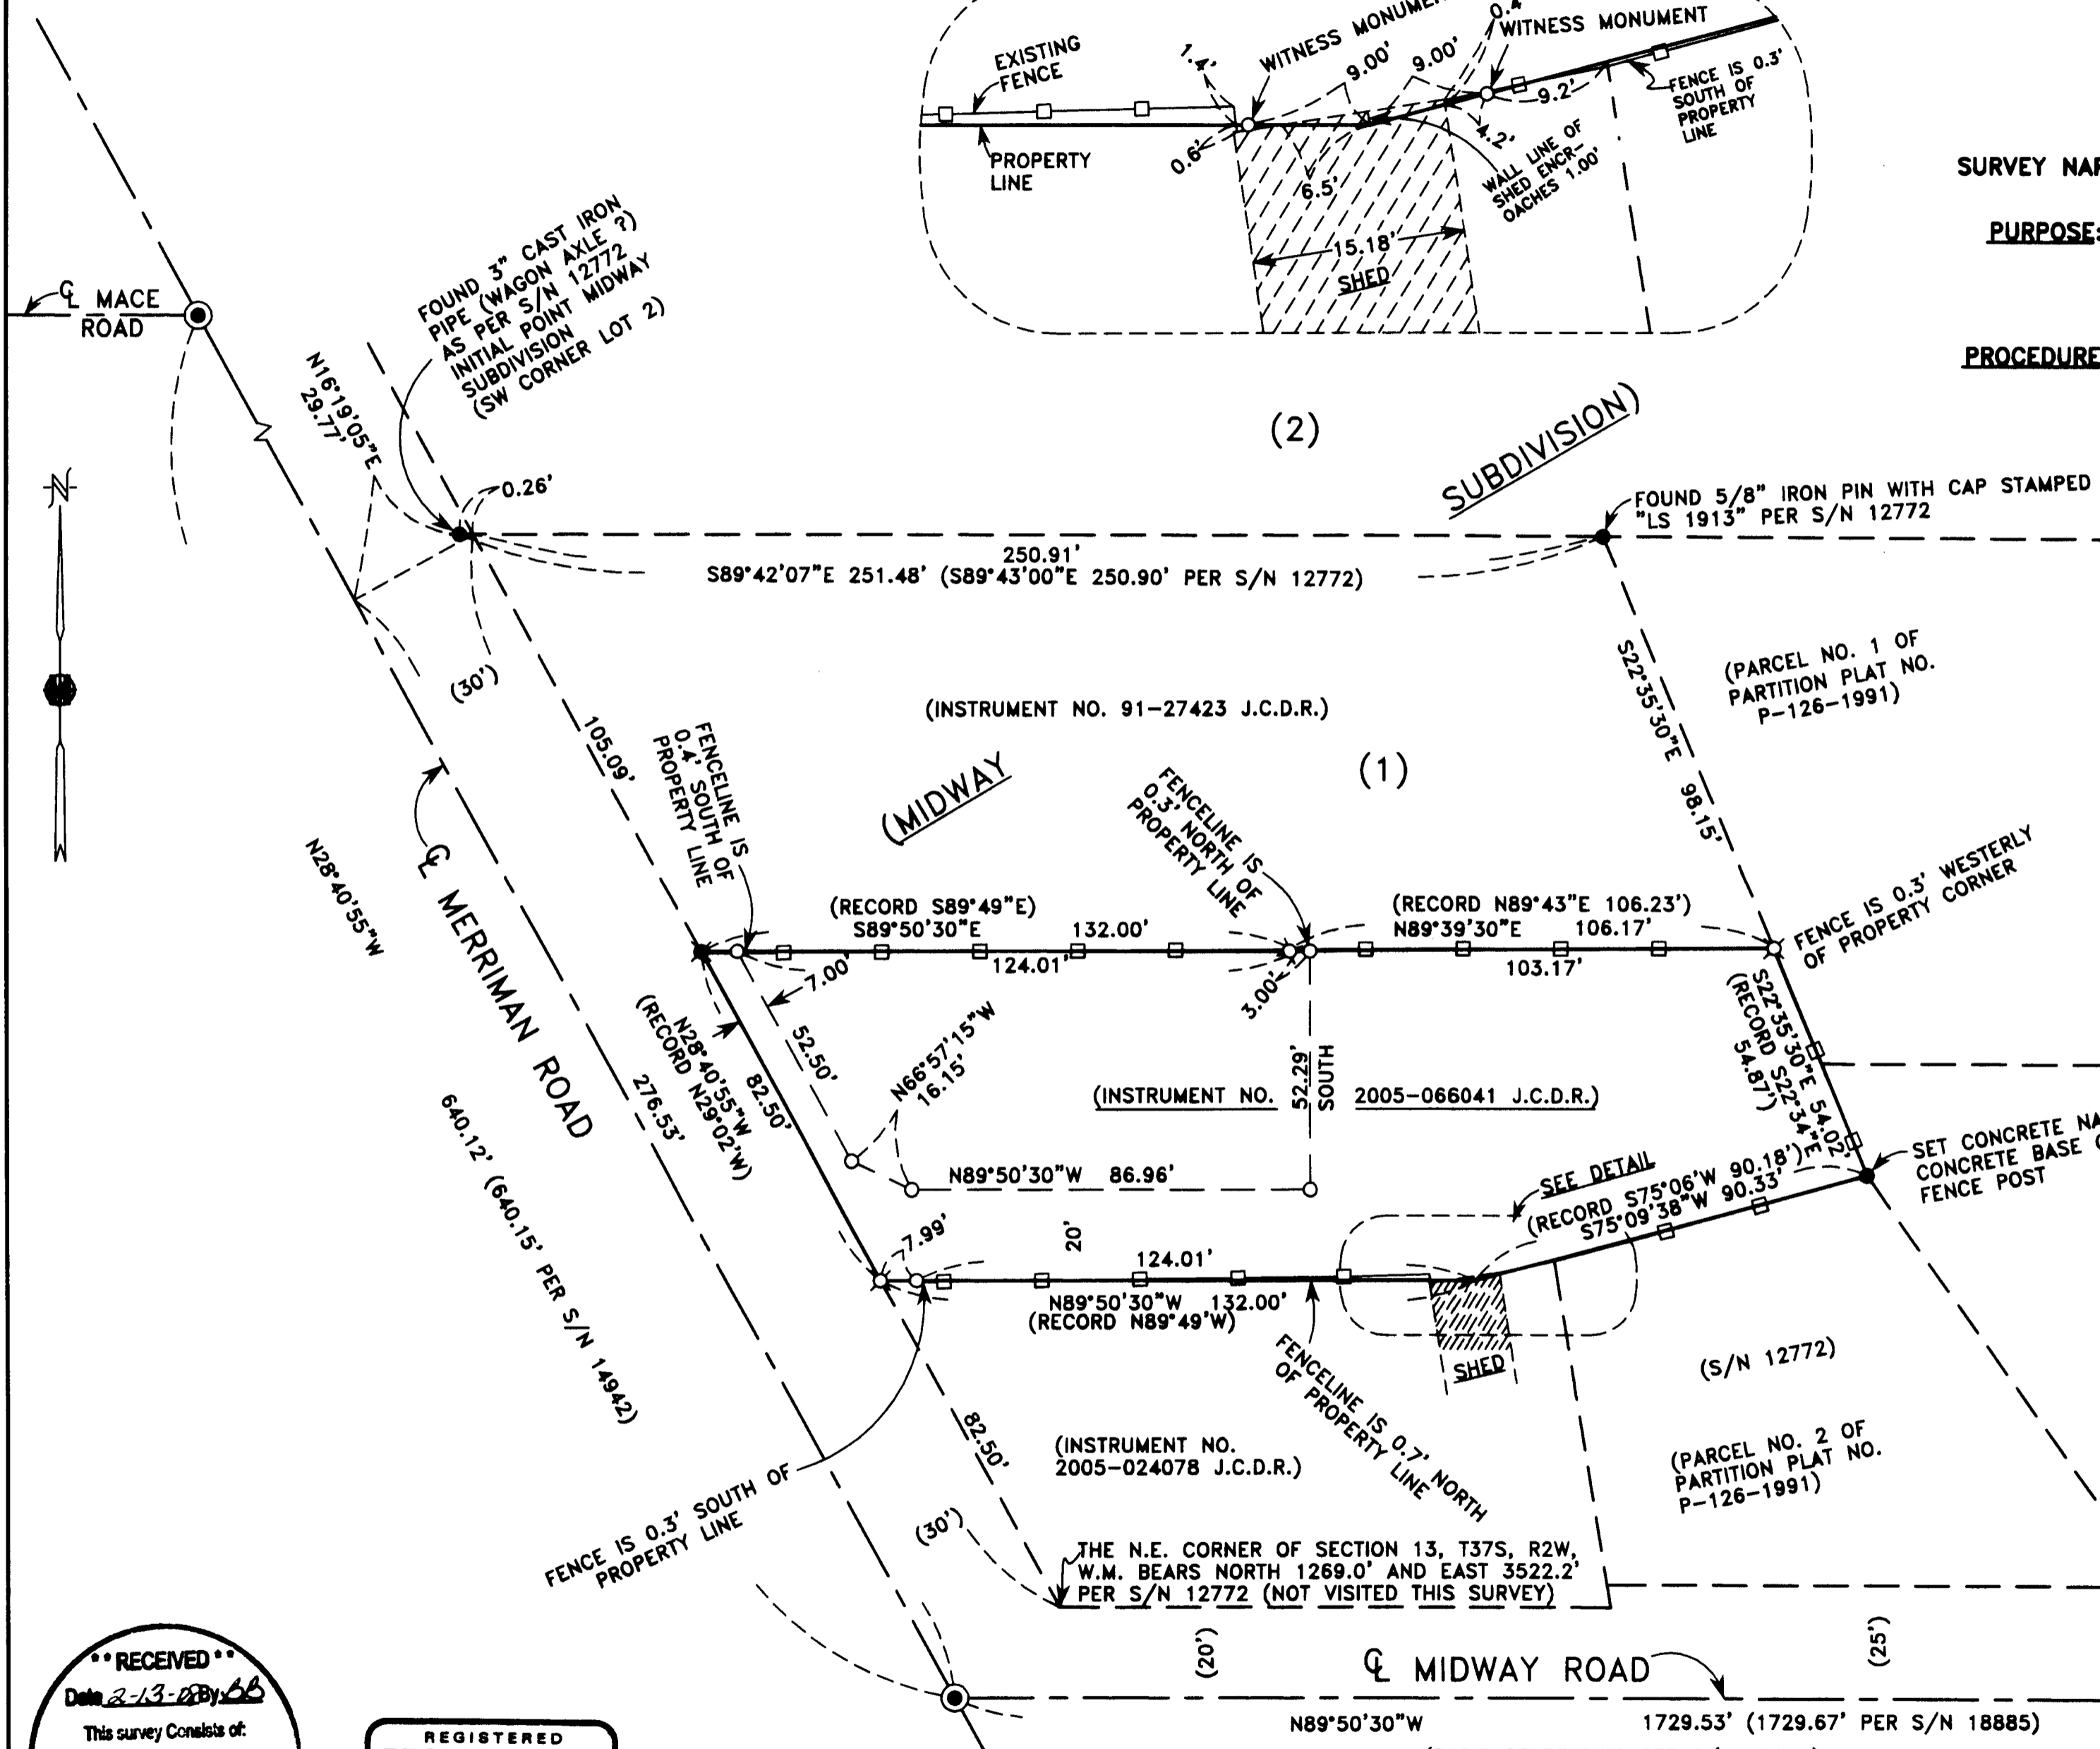 EXISTING
FENCE
1.4'
WITNESS MONUMEN
0.4
WITNESS MONUMENT
9.00'
9.00'
9.2'
FENCE IS 0.3'
SOUTH OF
PROPERTY
LINE
PROPERTY
LINE
0.6'
6.5'
4.2'
WALL LINE OF
SHED ENCR-
OACHES 1.00'
15.18'
SHED
SURVEY NAR
PURPOSE:
PROCEDURE
℄ MACE
ROAD
FOUND 3" CAST IRON
PIPE (WAGON AXLE ?)
AS PER S/N 12772
INITIAL POINT MIDWAY
SUBDIVISION
(SW CORNER LOT 2)
N16°19'05"E
29.77'
N
0.26'
(2)
SUBDIVISION)
FOUND 5/8" IRON PIN WITH CAP STAMPED
"LS 1913" PER S/N 12772
250.91'
S89°42'07"E 251.48' (S89°43'00"E 250.90' PER S/N 12772)
(30')
105.09'
(INSTRUMENT NO. 91-27423 J.C.D.R.)
S22°35'30"E 98.15'
(PARCEL NO. 1 OF
PARTITION PLAT NO.
P-126-1991)
(MIDWAY
(1)
FENCELINE IS
0.4' SOUTH OF
PROPERTY LINE
FENCELINE IS
0.3' NORTH OF
PROPERTY LINE
N28°40'55"W
℄ MERRIMAN ROAD
(RECORD S89°49"E)
S89°50'30"E 132.00'
124.01'
(RECORD N89°43"E 106.23')
N89°39'30"E 106.17'
103.17'
FENCE IS 0.3' WESTERLY
OF PROPERTY CORNER
7.00'
3.00'
52.50'
N28°40'55"W 82.50'
(RECORD N29°02'W)
N66°57'15"W
16.15'
52.29'
SOUTH
S22°35'30"E 54.02'
(RECORD S22°34"E
54.87')
276.53'
(INSTRUMENT NO. 2005-066041 J.C.D.R.)
640.12' (640.15' PER S/N 14942)
N89°50'30"W 86.96'
SEE DETAIL
(RECORD S75°06'W 90.18')
S75°09'38"W 90.33'
SET CONCRETE NA
CONCRETE BASE
FENCE POST
7.99'
20'
124.01'
N89°50'30"W 132.00'
(RECORD N89°49'W)
SHED
FENCELINE IS 0.7' NORTH
OF PROPERTY LINE
(S/N 12772)
82.50'
(INSTRUMENT NO.
2005-024078 J.C.D.R.)
(PARCEL NO. 2 OF
PARTITION PLAT NO.
P-126-1991)
FENCE IS 0.3' SOUTH OF
PROPERTY LINE
(30')
THE N.E. CORNER OF SECTION 13, T37S, R2W,
W.M. BEARS NORTH 1269.0' AND EAST 3522.2'
PER S/N 12772 (NOT VISITED THIS SURVEY)
(20')
(25')
℄ MIDWAY ROAD
N89°50'30"W 1729.53' (1729.67' PER S/N 18885)
**RECEIVED**
Date 2-13-08 By BB
This survey Consists of:
REGISTERED